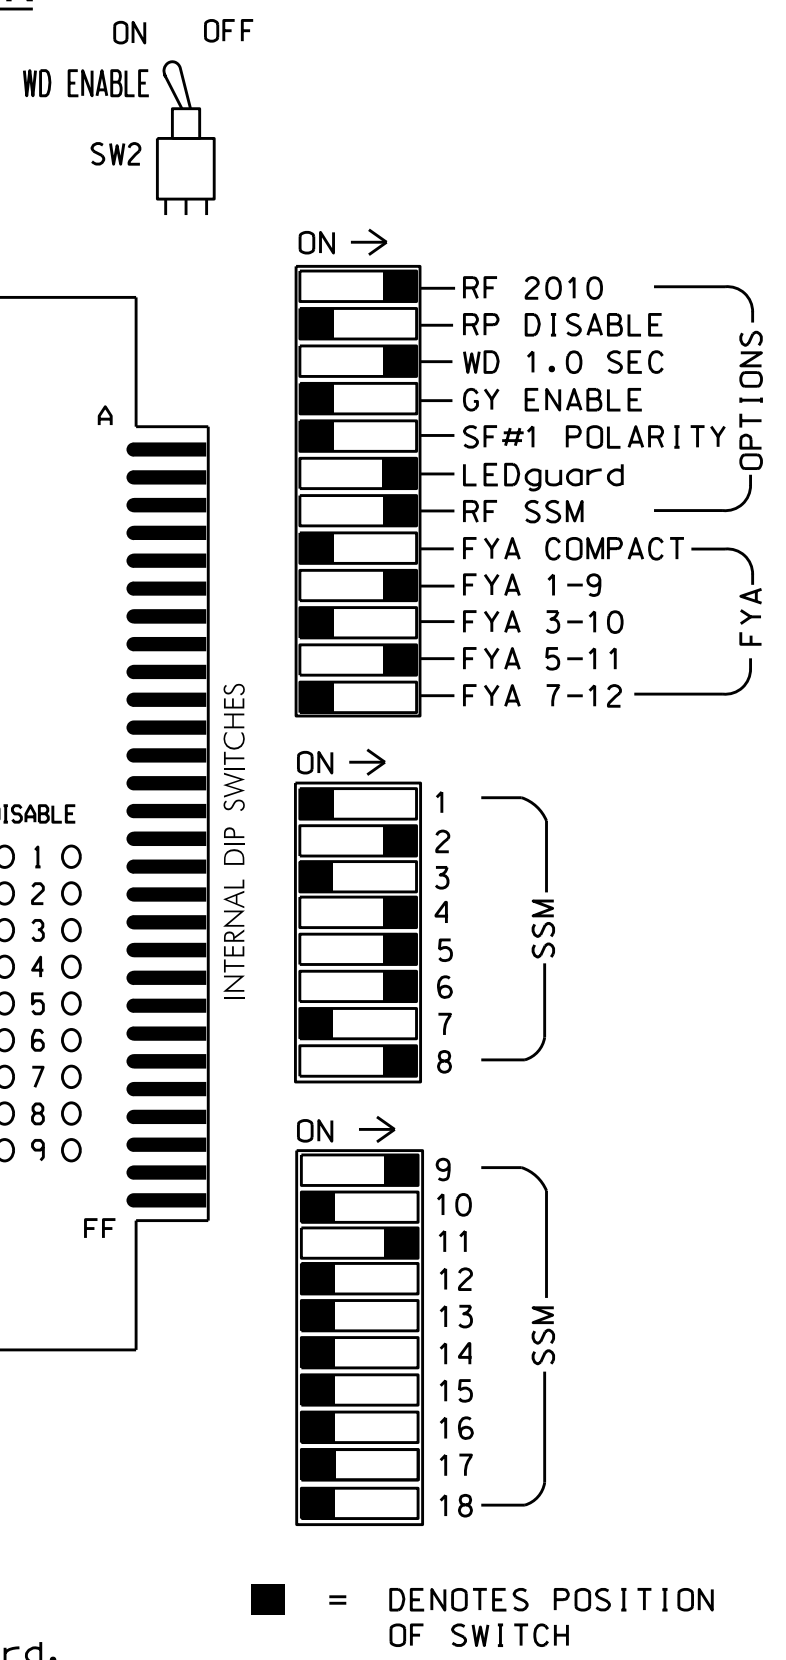 ON OFF
WD ENABLE
SW2
ON
RF 2010
RP DISABLE
WD 1.0 SEC
GY ENABLE
SF#1 POLARITY
LEDguard
RF SSM
OPTIONS
FYA COMPACT
FYA 1-9
FYA 3-10
FYA 5-11
FYA 7-12
FYA
A
FF
INTERNAL DIP SWITCHES
ISABLE
1
2
3
4
5
6
7
8
9
ON
1
2
3
4
5
6
7
8
SSM
ON
9
10
11
12
13
14
15
16
17
18
SSM
= DENOTES POSITION
OF SWITCH
rd.